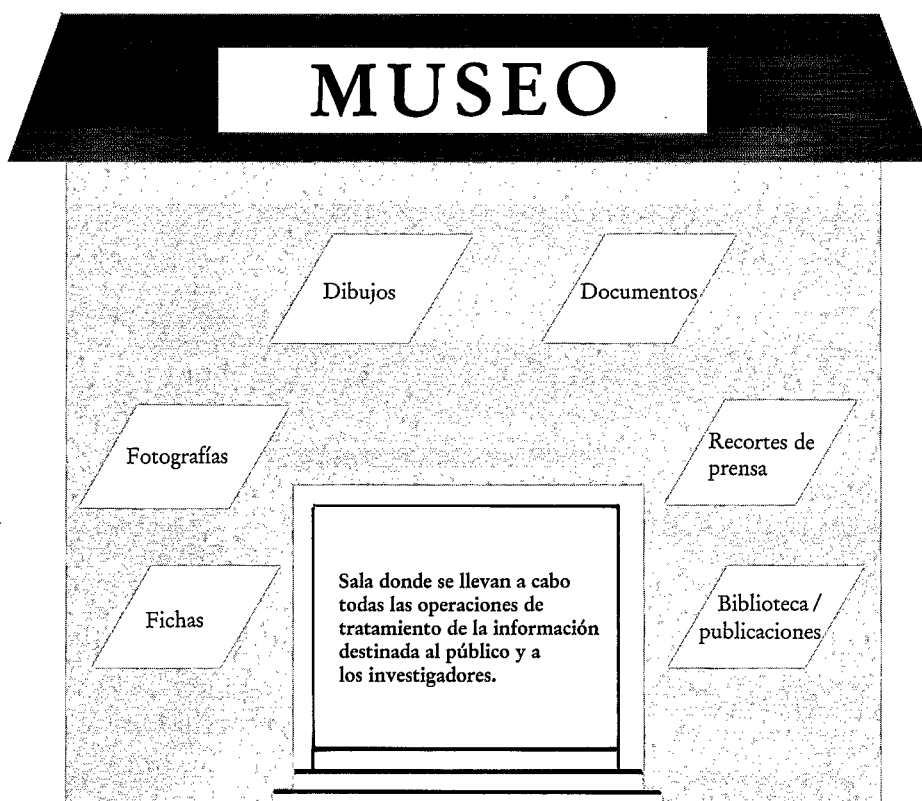 MUSEO
Dibujos
Documentos
Fotografías
Recortes de
prensa
Fichas
Sala donde se llevan a cabo
todas las operaciones de
tratamiento de la información
destinada al público y a
los investigadores.
Biblioteca /
publicaciones